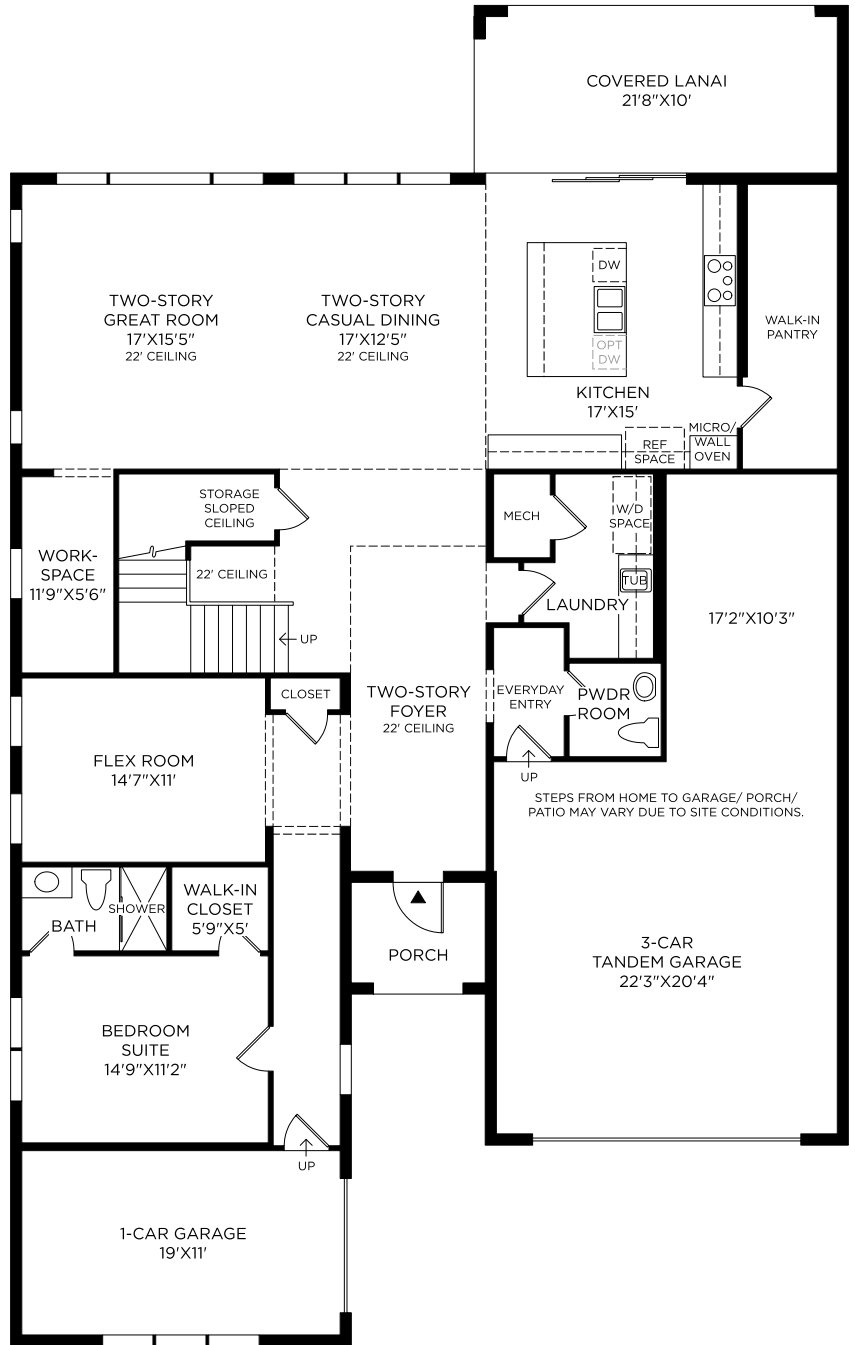 COVERED LANAI
21'8"X10'
TWO-STORY
GREAT ROOM
17'X15'5"
22' CEILING
TWO-STORY
CASUAL DINING
17'X12'5"
22' CEILING
DW
OPT
DW
KITCHEN
17'X15'
WALK-IN
PANTRY
MICRO/
WALL
OVEN
REF
SPACE
STORAGE
SLOPED
CEILING
MECH
W/D
SPACE
WORK-
SPACE
11'9"X5'6"
22' CEILING
TUB
LAUNDRY
17'2"X10'3"
UP
CLOSET
TWO-STORY
FOYER
22' CEILING
EVERYDAY
ENTRY
PWDR
ROOM
FLEX ROOM
14'7"X11'
UP
STEPS FROM HOME TO GARAGE/ PORCH/
PATIO MAY VARY DUE TO SITE CONDITIONS.
WALK-IN
CLOSET
5'9"X5'
SHOWER
BATH
PORCH
3-CAR
TANDEM GARAGE
22'3"X20'4"
BEDROOM
SUITE
14'9"X11'2"
UP
1-CAR GARAGE
19'X11'